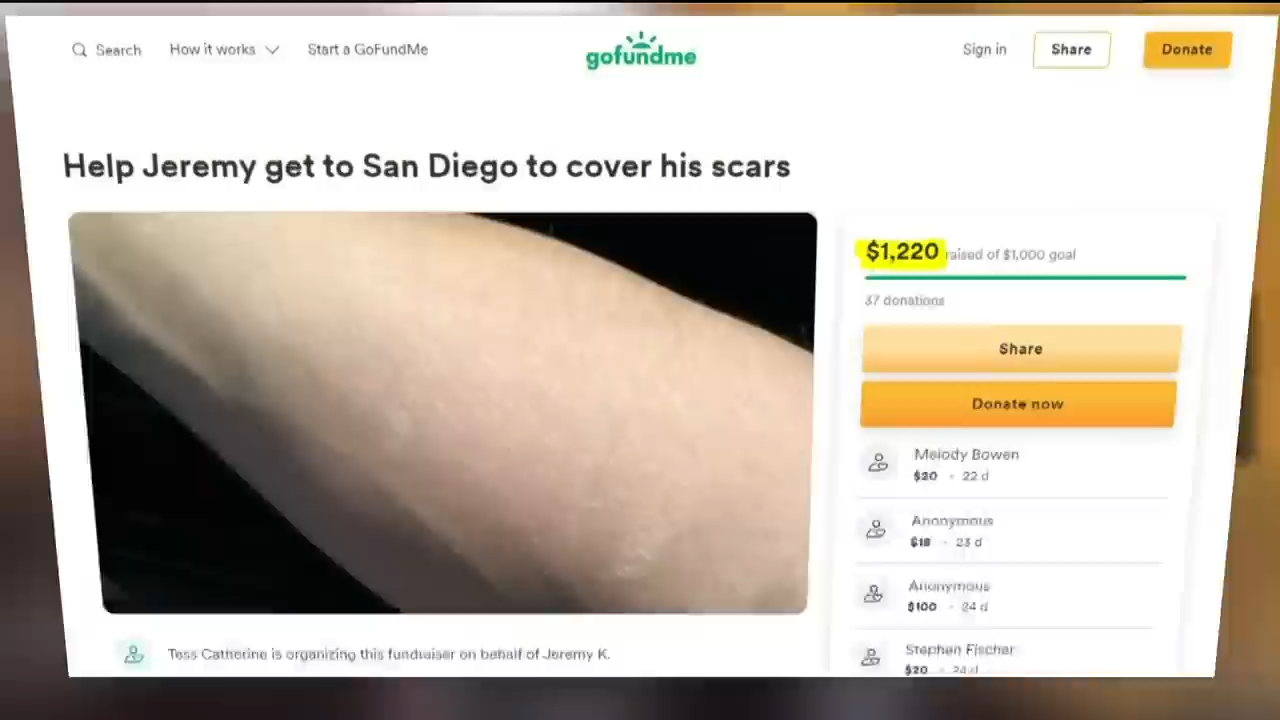 Search How it works Start a GoFundMe gofundme Sign in Share Donate
Help Jeremy get to San Diego to cover his scars
$1,220 raised of $1,000 goal
37 donations
Share
Donate now
Melody Bowen
$20 • 22 d
Anonymous
$18 • 23 d
Anonymous
$100 • 24 d
Stephen Fischer
$20 • 24 d
Tess Catherine is organizing this fundraiser on behalf of Jeremy K.